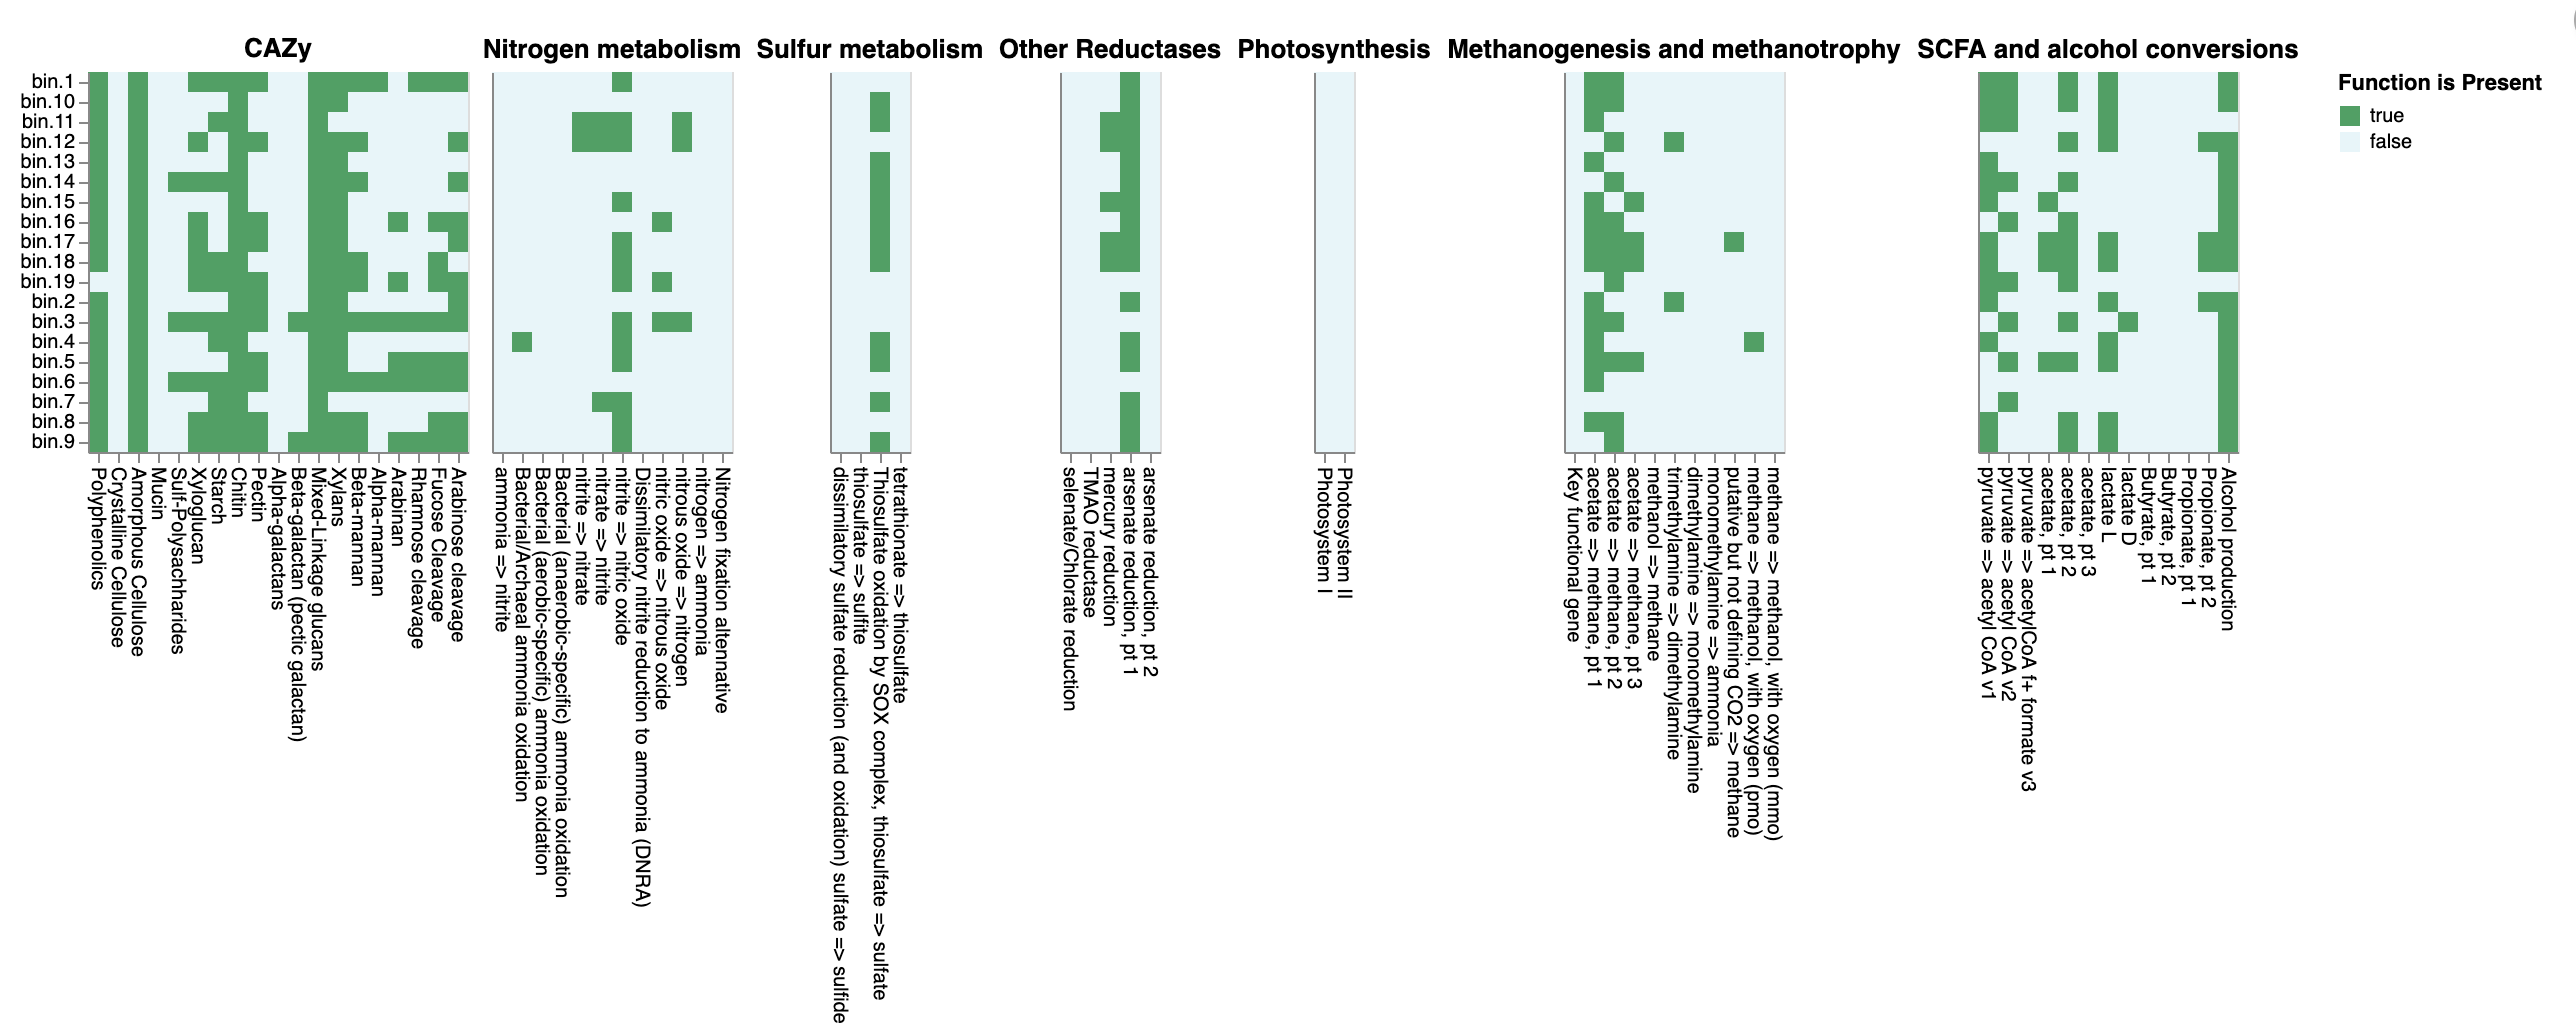 CAZy
Nitrogen metabolism
Sulfur metabolism
Other Reductases
Photosynthesis
Methanogenesis and methanotrophy
SCFA and alcohol conversions
Function is Present
true
false
bin.1
bin.10
bin.11
bin.12
bin.13
bin.14
bin.15
bin.16
bin.17
bin.18
bin.19
bin.2
bin.3
bin.4
bin.5
bin.6
bin.7
bin.8
bin.9
Polyphenolics
Crystalline Cellulose
Amorphous Cellulose
Mucin
Sulf-Polysachharides
Xyloglucan
Starch
Chitin
Pectin
Alpha-galactans
Beta-galactan (pectic galactan)
Mixed-Linkage glucans
Xylans
Beta-mannan
Alpha-mannan
Arabinan
Rhamnose cleavage
Fucose Cleavage
Arabinose cleavage
ammonia => nitrite
Bacterial/Archaeal ammonia oxidation
Bacterial (aerobic-specific) ammonia oxidation
Bacterial (anaerobic-specific) ammonia oxidation
nitrite => nitrate
nitrate => nitrite
nitrite => nitric oxide
Dissimilatory nitrite reduction to ammonia (DNRA)
nitric oxide => nitrous oxide
nitrous oxide => nitrogen
nitrogen => ammonia
Nitrogen fixation altennative
dissimilatory sulfate reduction (and oxidation) sulfate => sulfide
thiosulfate => sulfite
Thiosulfate oxidation by SOX complex, thiosulfate => sulfate
tetrathionate => thiosulfate
selenate/Chlorate reduction
TMAO reductase
mercury reduction
arsenate reduction, pt 1
arsenate reduction, pt 2
Photosystem I
Photosystem II
Key functional gene
acetate => methane, pt 1
acetate => methane, pt 2
acetate => methane, pt 3
methanol => methane
trimethylamine => dimethylamine
dimethylamine => monomethylamine
monomethylamine => ammonia
putative but not defining CO2 => methane
methane => methanol, with oxygen (pmo)
methane => methanol, with oxygen (mmo)
pyruvate => acetyl CoA v1
pyruvate => acetyl CoA v2
pyruvate => acetylCoA f+ formate v3
acetate, pt 1
acetate, pt 2
acetate, pt 3
lactate L
lactate D
Butyrate, pt 1
Butyrate, pt 2
Propionate, pt 1
Propionate, pt 2
Alcohol production